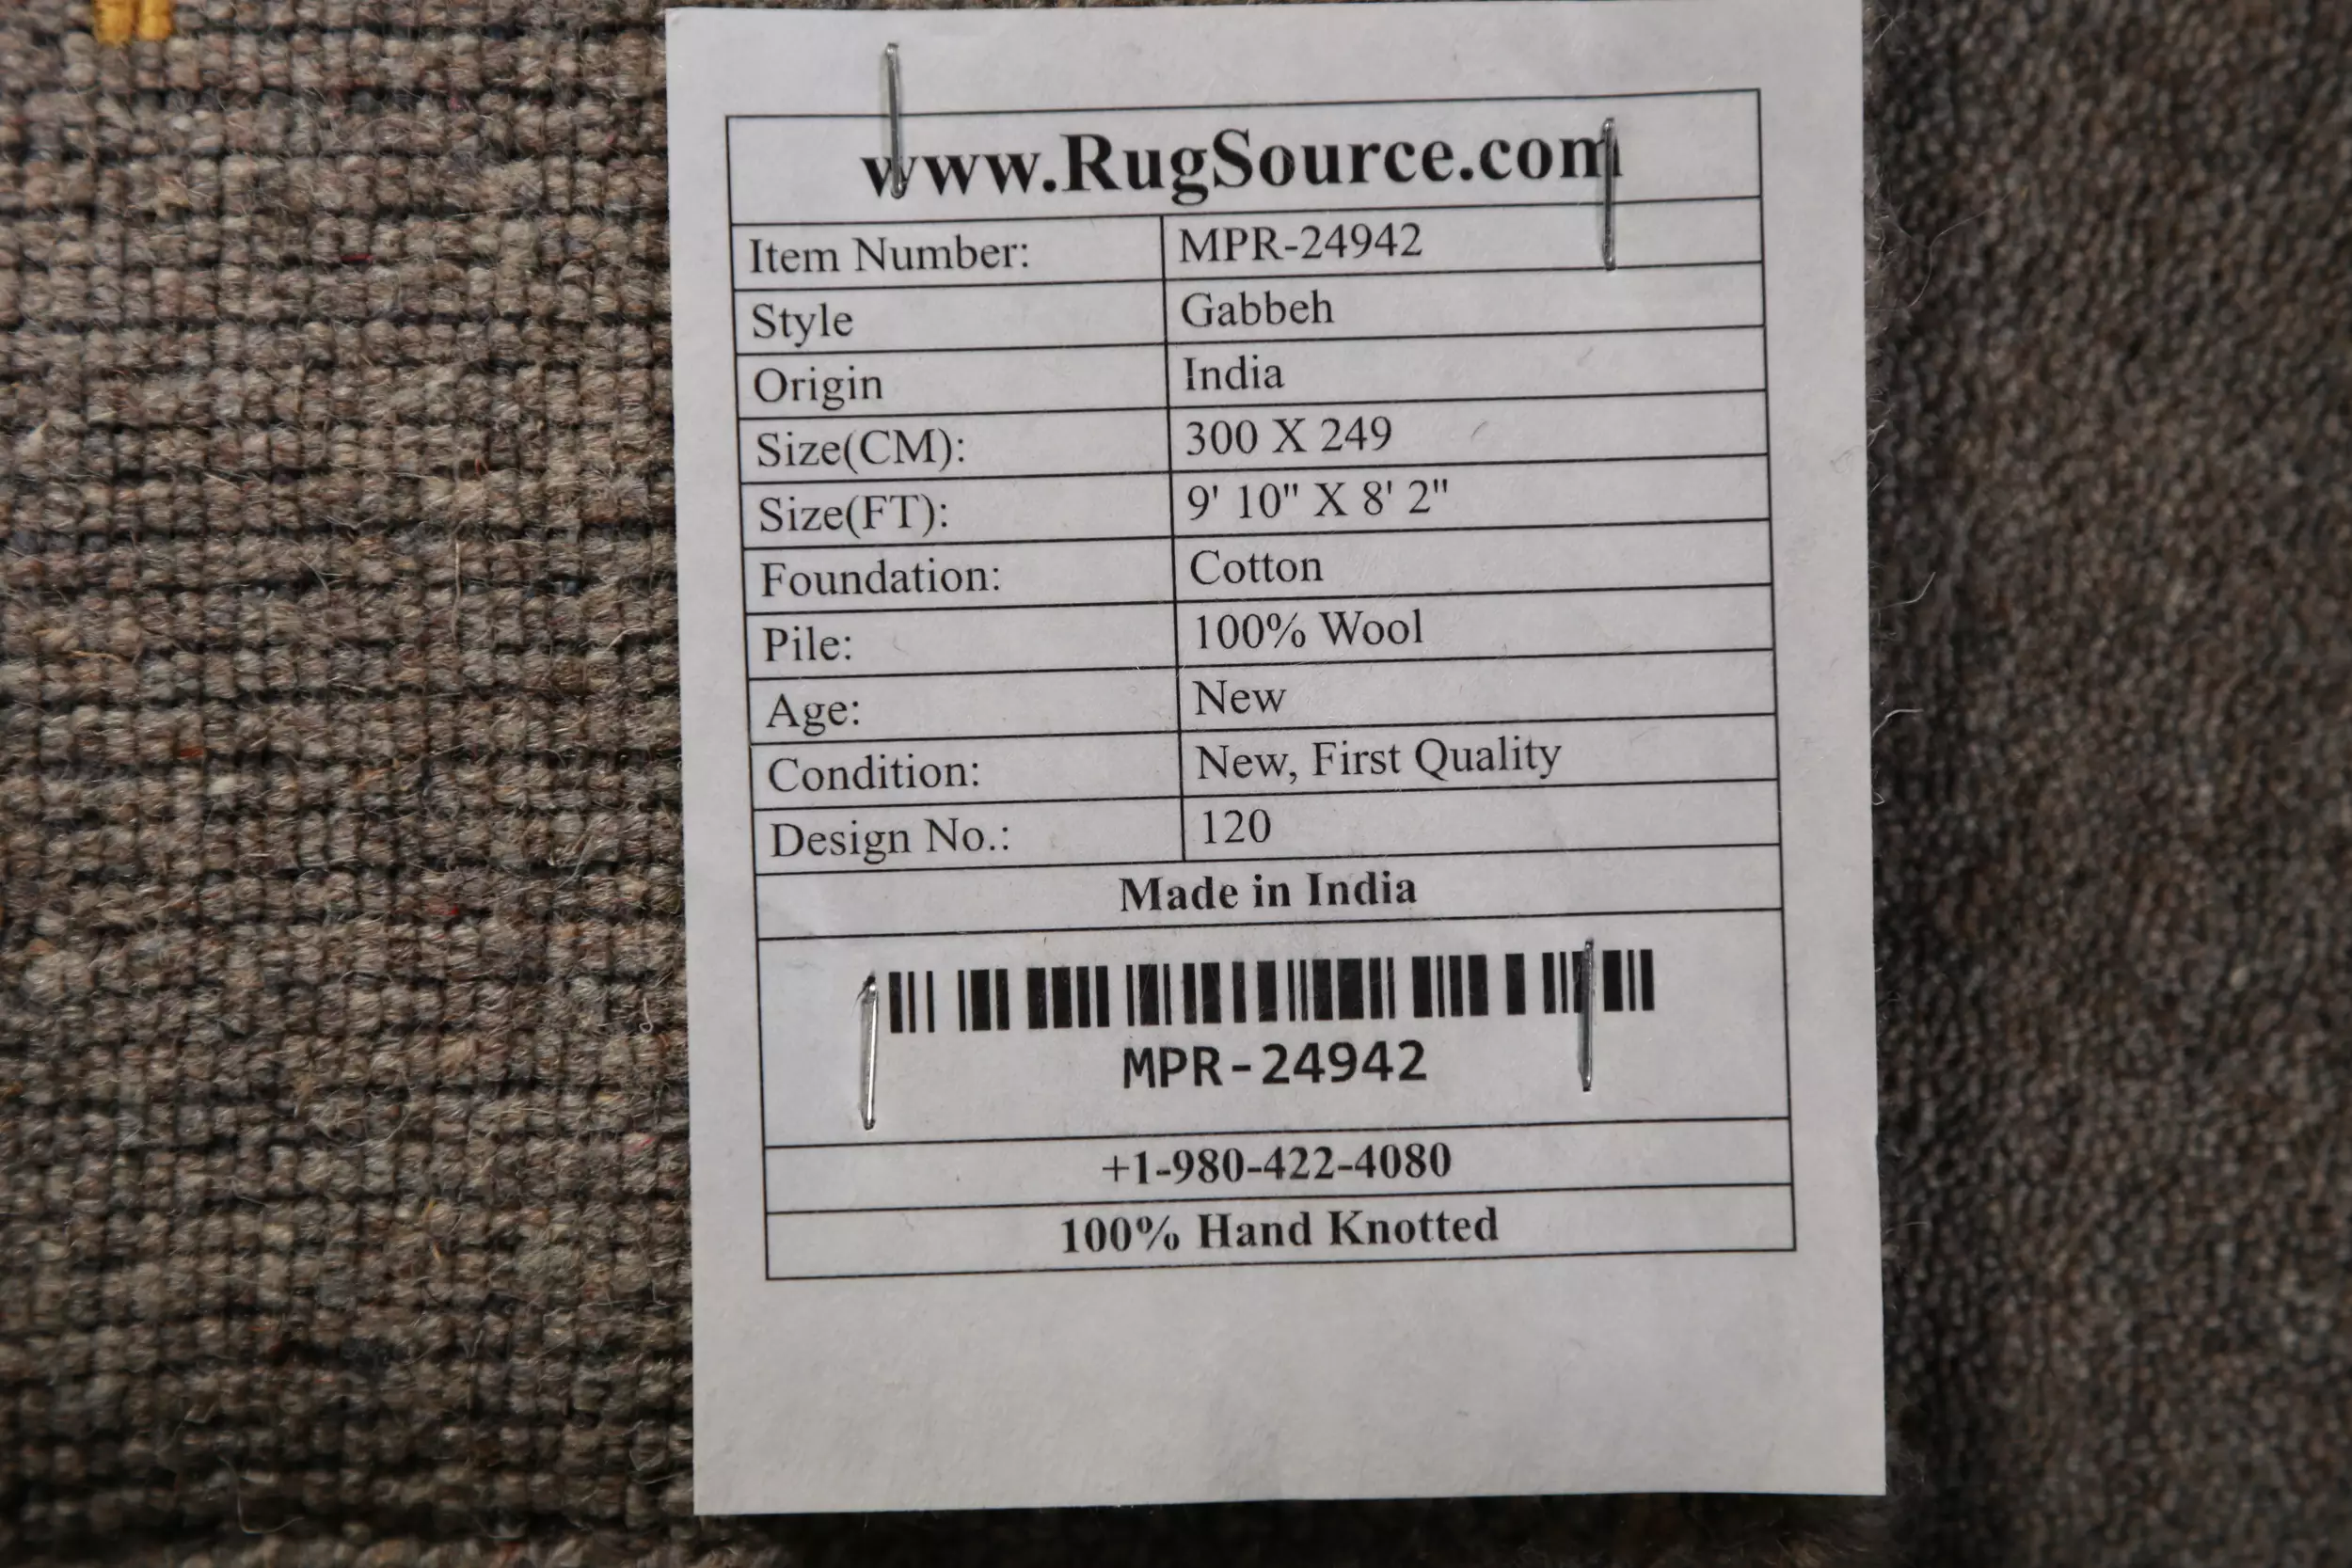 www.RugSource.com
Item Number: MPR-24942
Style Gabbeh
Origin India
Size(CM): 300 X 249
Size(FT): 9' 10" X 8' 2"
Foundation: Cotton
Pile: 100% Wool
Age: New
Condition: New, First Quality
Design No.: 120
Made in India
MPR-24942
+1-980-422-4080
100% Hand Knotted